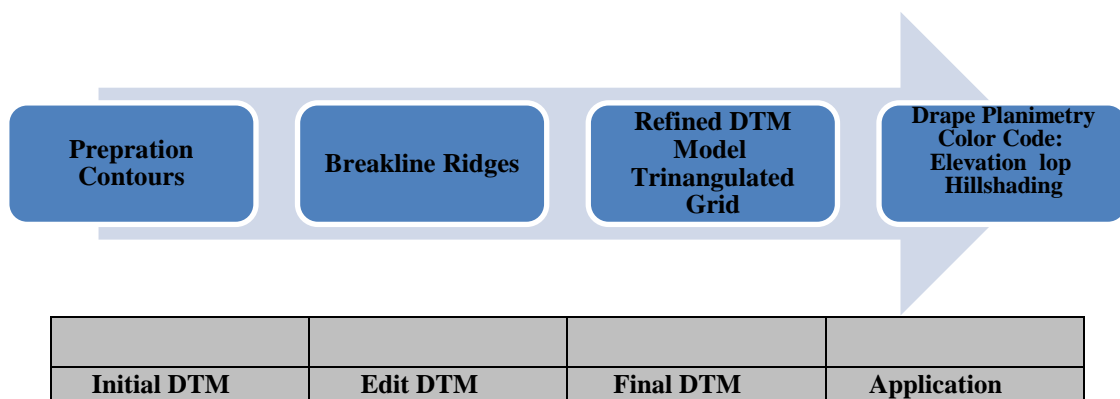 Prepration
Contours
Breakline Ridges
Refined DTM
Model
Trinangulated
Grid
Drape Planimetry
Color Code:
Elevation lop
Hillshading
Initial DTM
Edit DTM
Final DTM
Application